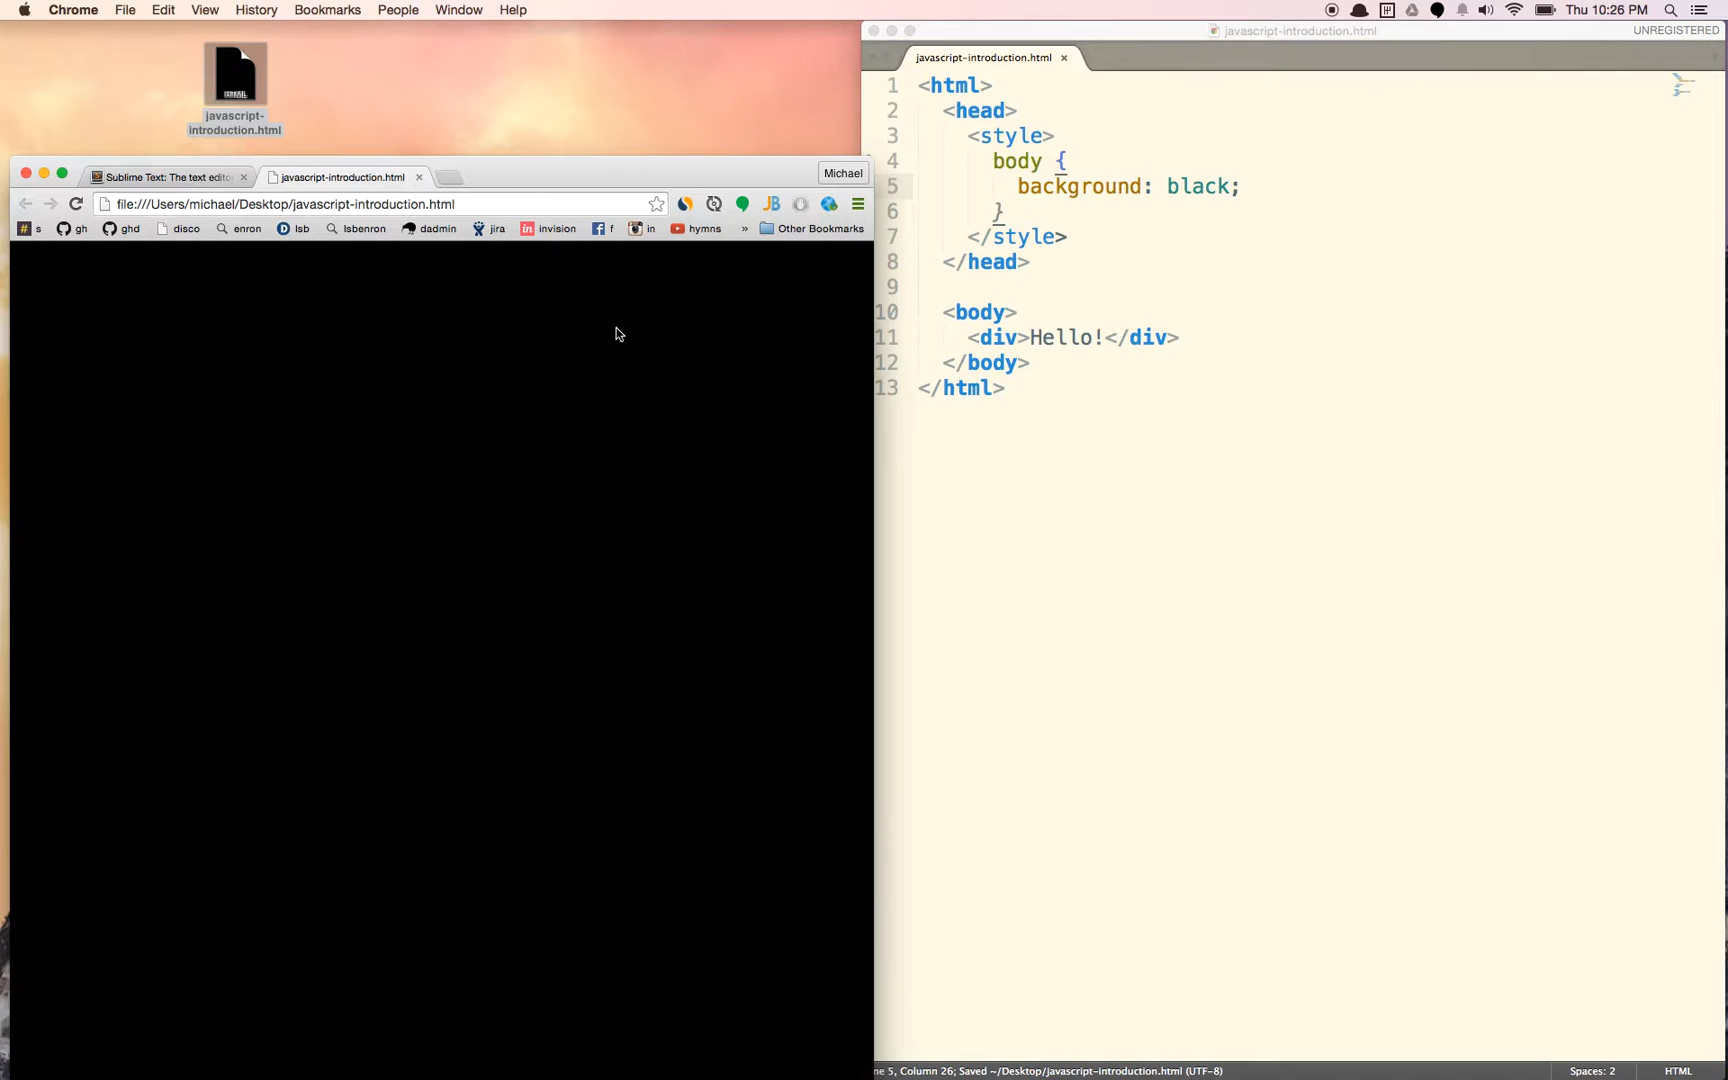 Chrome File Edit View History Bookmarks People Window Help
Thu 10:26 PM
javascript-
introduction.html
javascript-introduction.html
UNREGISTERED
javascript-introduction.html ×
1 <html>
2 <head>
3 <style>
4 body {
5 background: black;
6 }
7 </style>
8 </head>
9
10 <body>
11 <div>Hello!</div>
12 </body>
13 </html>
Sublime Text: The text edito × javascript-introduction.html × Michael
file:///Users/michael/Desktop/javascript-introduction.html JB
# s gh ghd disco enron D lsb lsbenron dadmin jira in invision f f in hymns » Other Bookmarks
ne 5, Column 26; Saved ~/Desktop/javascript-introduction.html (UTF-8) Spaces: 2 HTML